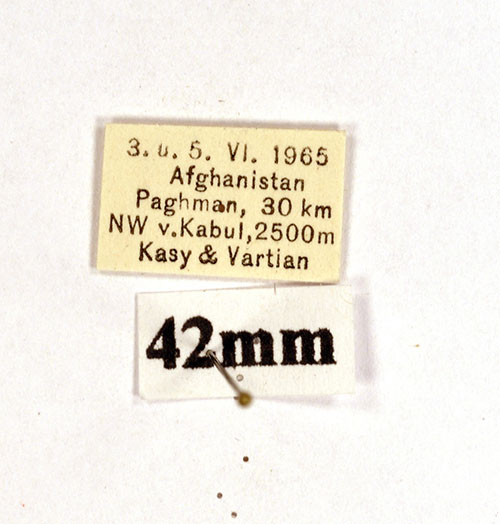 3. u. 5. VI. 1965
Afghanistan
Paghman, 30 km
NW v.Kabul,2500m
Kasy & Vartian
42mm